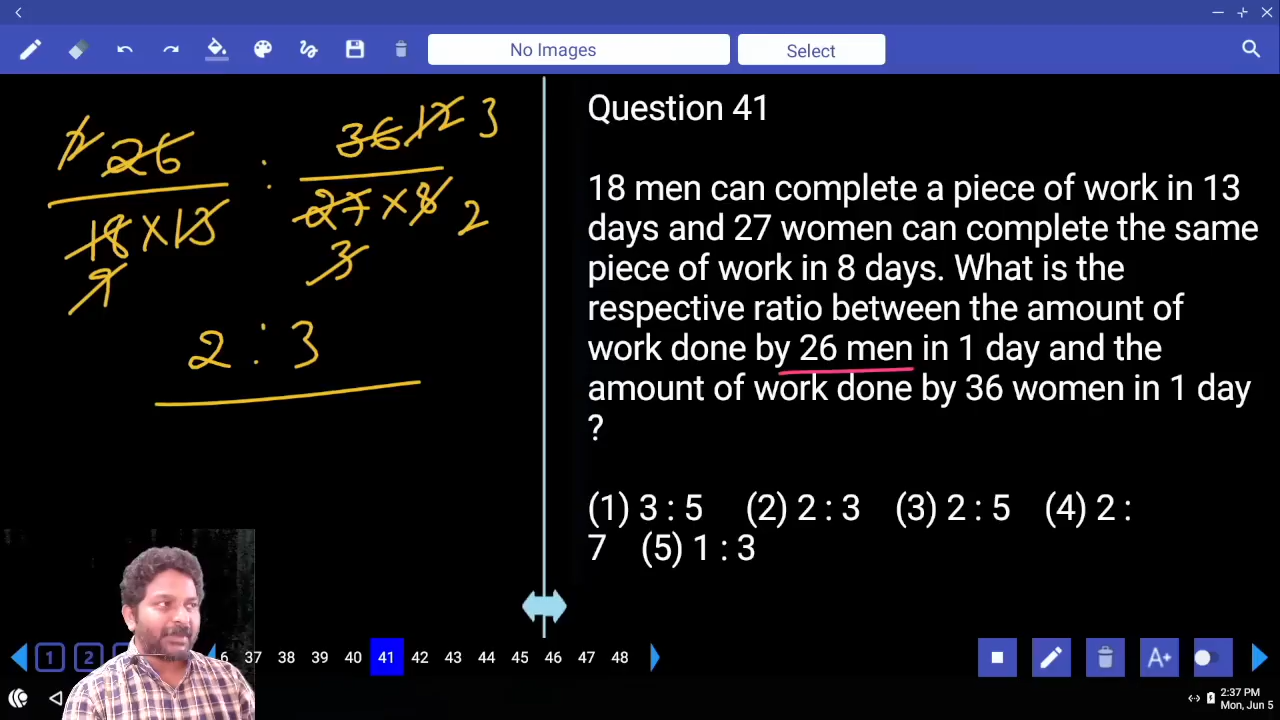 No Images
Select
2 26 : 36 12 3
18 X 13 27 X 8 2
9 3
2 : 3
Question 41
18 men can complete a piece of work in 13
days and 27 women can complete the same
piece of work in 8 days. What is the
respective ratio between the amount of
work done by 26 men in 1 day and the
amount of work done by 36 women in 1 day
?
(1) 3 : 5 (2) 2 : 3 (3) 2 : 5 (4) 2 :
7 (5) 1 : 3
1 2 6 37 38 39 40 41 42 43 44 45 46 47 48
A+
2:37 PM
Mon, Jun 5